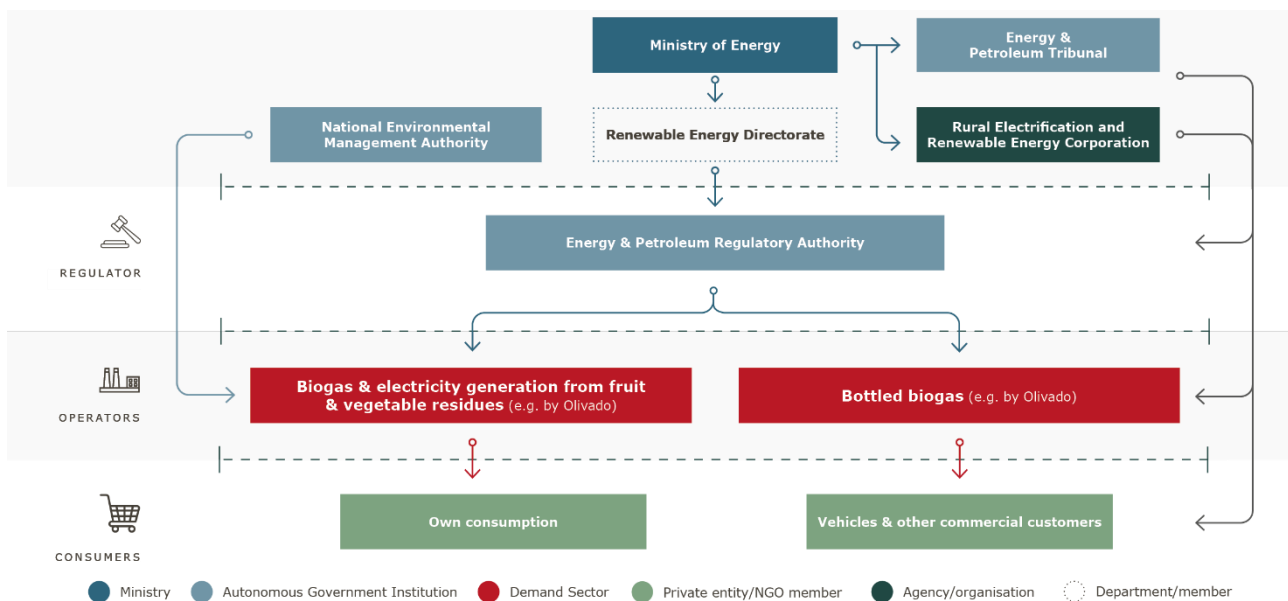 Ministry of Energy
Energy &
Petroleum Tribunal
National Environmental
Management Authority
Renewable Energy Directorate
Rural Electrification and
Renewable Energy Corporation
Energy & Petroleum Regulatory Authority
REGULATOR
Biogas & electricity generation from fruit
& vegetable residues (e.g. by Olivado)
Bottled biogas (e.g. by Olivado)
OPERATORS
Own consumption
Vehicles & other commercial customers
CONSUMERS
Ministry
Autonomous Government Institution
Demand Sector
Private entity/NGO member
Agency/organisation
Department/member